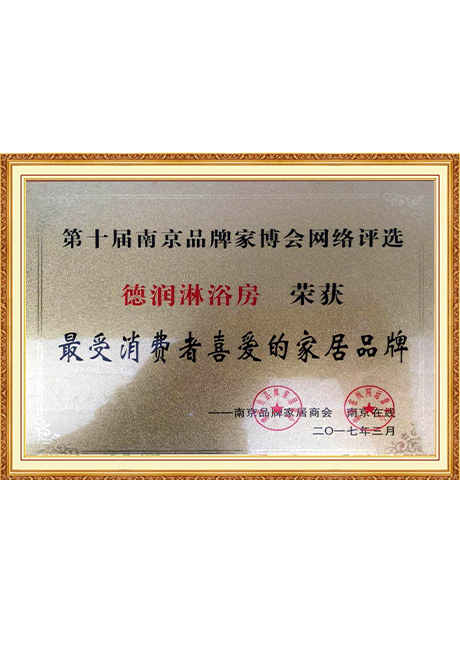 第十届南京品牌家博会网络评选
德润淋浴房 荣获
最受消费者喜爱的家居品牌
——南京品牌家居商会 南京在线
二〇一七年三月